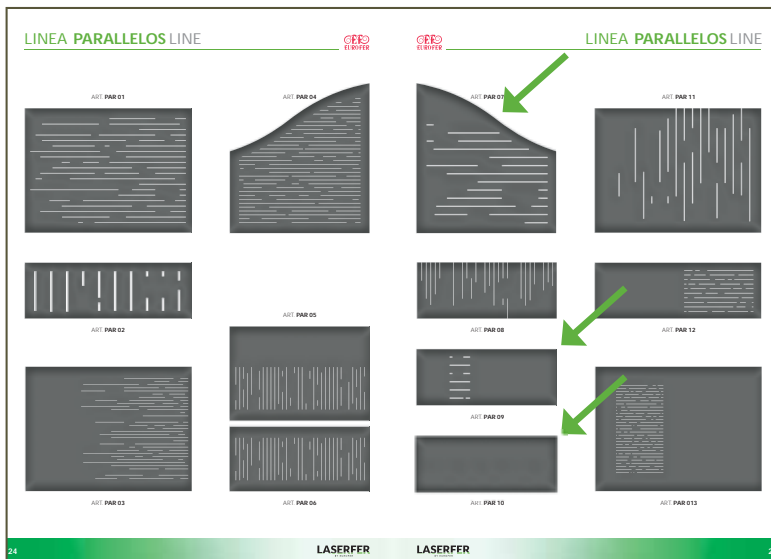 LINEA PARALLELOS LINE
EUROFER
EUROFER
LINEA PARALLELOS LINE
ART. PAR 01
ART. PAR 04
ART. PAR 07
ART. PAR 11
ART. PAR 02
ART. PAR 05
ART. PAR 08
ART. PAR 12
ART. PAR 09
ART. PAR 03
ART. PAR 06
ART. PAR 10
ART. PAR 013
24
LASERFER
LASERFER